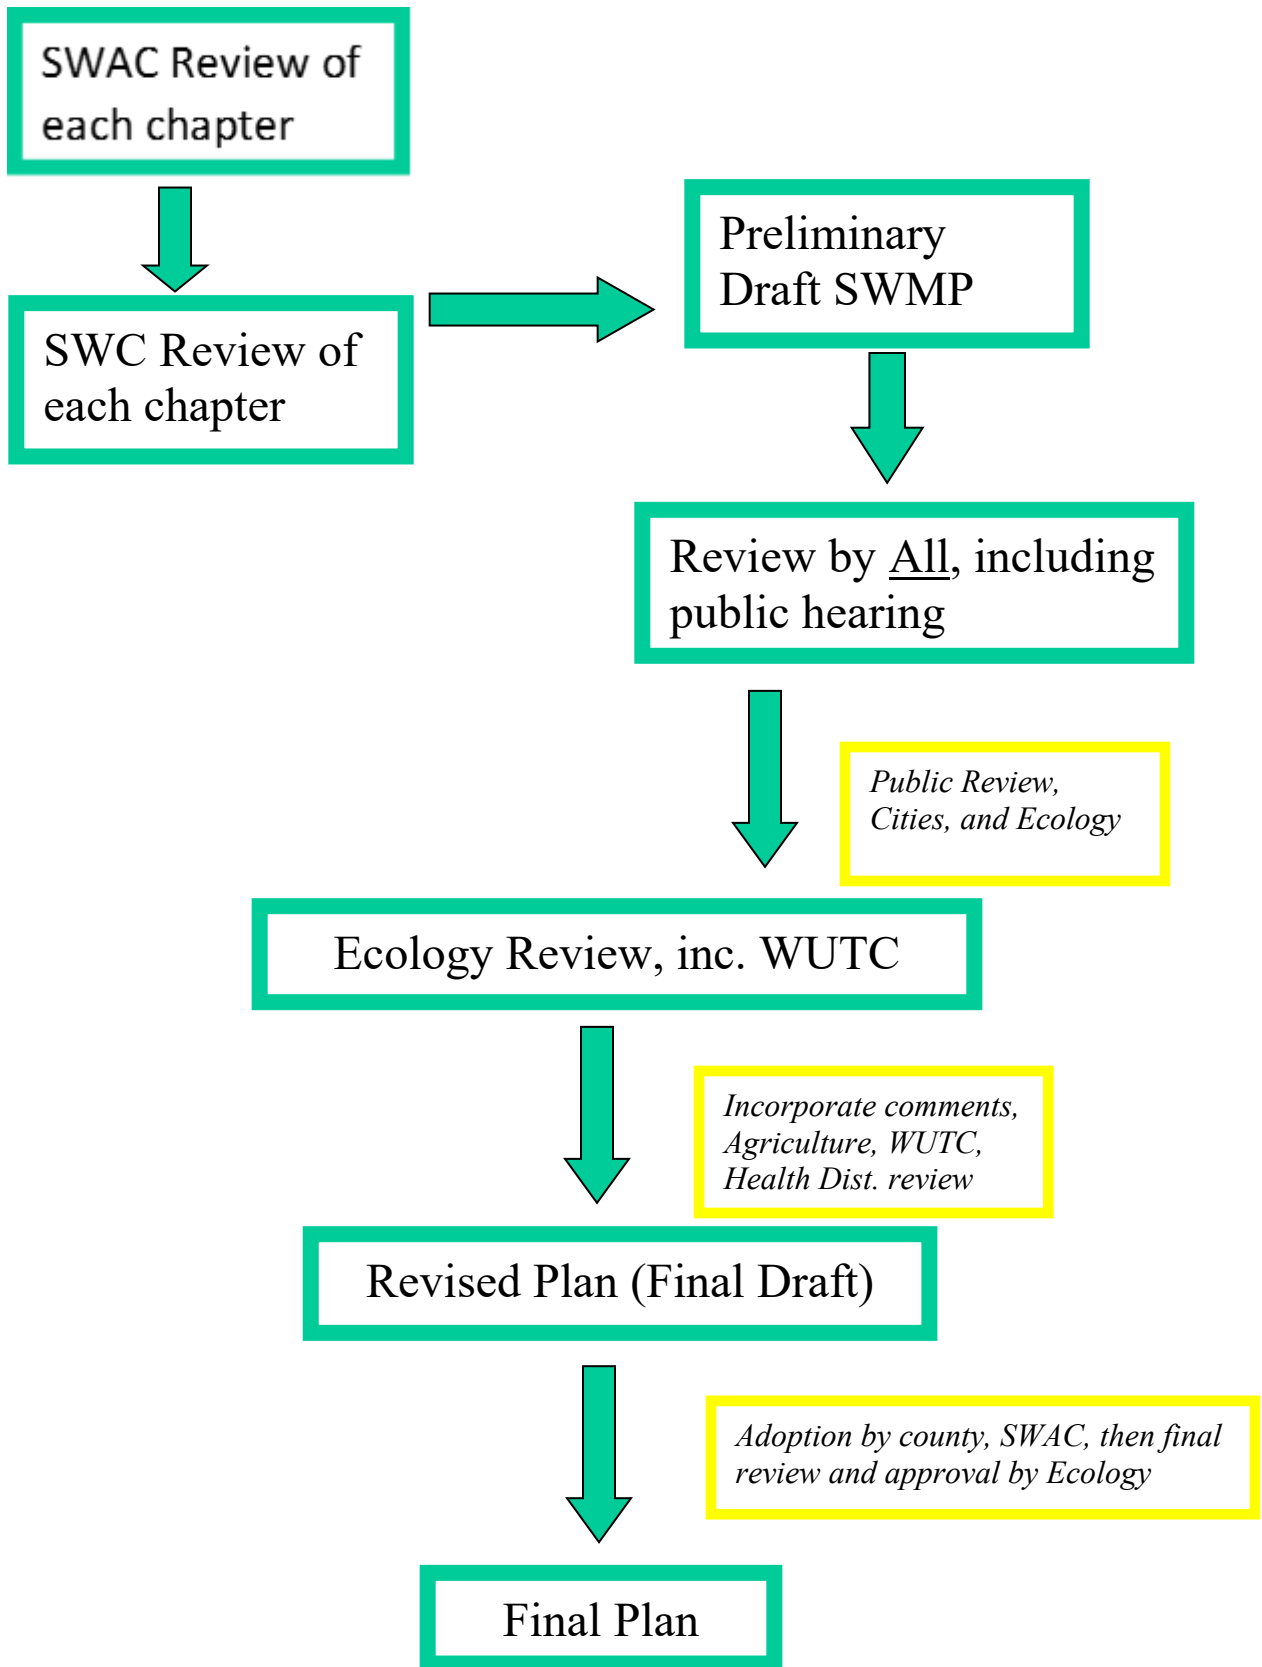 SWAC Review of
each chapter
SWC Review of
each chapter
Preliminary
Draft SWMP
Review by All, including
public hearing
Public Review,
Cities, and Ecology
Ecology Review, inc. WUTC
Incorporate comments,
Agriculture, WUTC,
Health Dist. review
Revised Plan (Final Draft)
Adoption by county, SWAC, then final
review and approval by Ecology
Final Plan